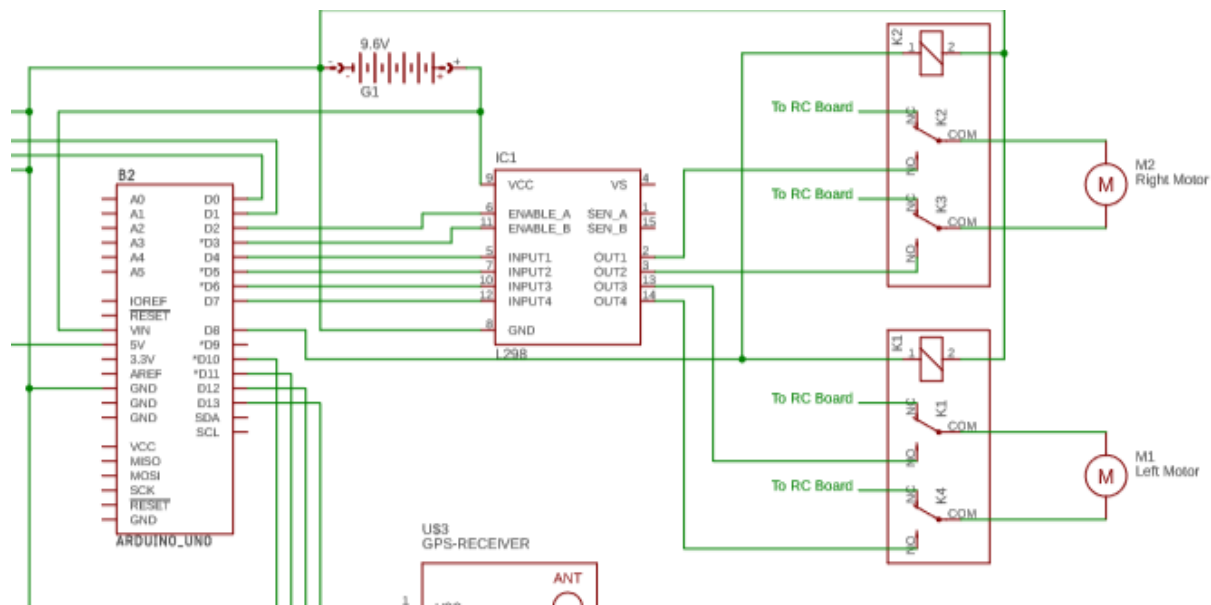 9.6V
- +
G1
B2
A0 D0
A1 D1
A2 D2
A3 *D3
A4 D4
A5 *D5
*D6
IOREF D7
RESET
VIN D8
5V *D9
3.3V *D10
AREF *D11
GND D12
GND D13
GND SDA
SCL
VCC
MISO
MOSI
SCK
RESET
GND
ARDUINO_UNO
IC1
9 VCC VS 4
6 ENABLE_A SEN_A 1
11 ENABLE_B SEN_B 15
5 INPUT1 OUT1 2
7 INPUT2 OUT2 3
10 INPUT3 OUT3 13
12 INPUT4 OUT4 14
8 GND
L298
K2
1 2
To RC Board NC K2 COM
NO
To RC Board NC K3 COM
NO
M
M2
Right Motor
K1
1 2
To RC Board NC K1 COM
NO
To RC Board NC K4 COM
NO
M
M1
Left Motor
U$3
GPS-RECEIVER
ANT
1